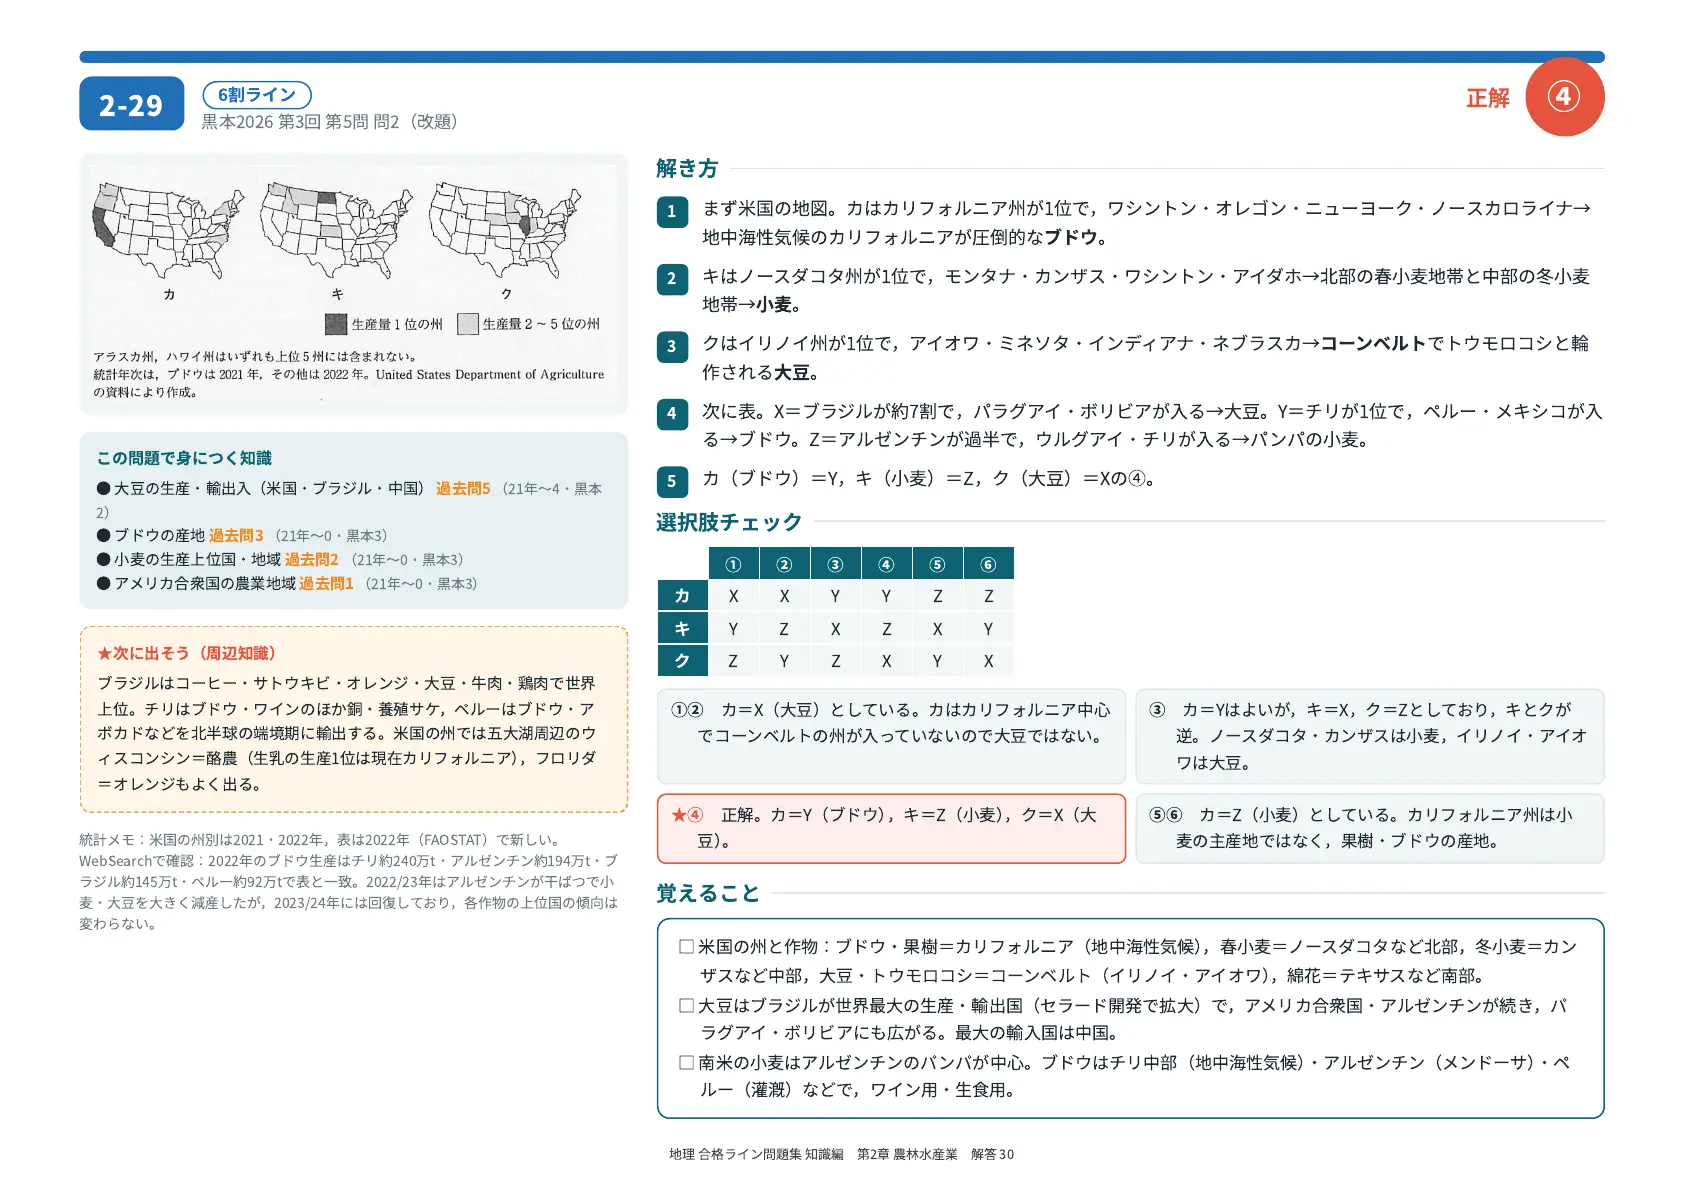 2-29
6割ライン
黒本2026 第3回 第5問 問2（改題）
正解 ④
カ
キ
ク
生産量1位の州 生産量2～5位の州
アラスカ州，ハワイ州はいずれも上位5州には含まれない。
統計年次は，ブドウは2021年，その他は2022年。United States Department of Agriculture
の資料により作成。
この問題で身につく知識
● 大豆の生産・輸出入（米国・ブラジル・中国） 過去問5 （21年〜4・黒本
2）
● ブドウの産地 過去問3 （21年〜0・黒本3）
● 小麦の生産上位国・地域 過去問2 （21年〜0・黒本3）
● アメリカ合衆国の農業地域 過去問1 （21年〜0・黒本3）
★次に出そう（周辺知識）
ブラジルはコーヒー・サトウキビ・オレンジ・大豆・牛肉・鶏肉で世界
上位。チリはブドウ・ワインのほか銅・養殖サケ，ペルーはブドウ・ア
ボカドなどを北半球の端境期に輸出する。米国の州では五大湖周辺のウ
ィスコンシン＝酪農（生乳の生産1位は現在カリフォルニア），フロリダ
＝オレンジもよく出る。
統計メモ：米国の州別は2021・2022年，表は2022年（FAOSTAT）で新しい。
WebSearchで確認：2022年のブドウ生産はチリ約240万t・アルゼンチン約194万t・ブ
ラジル約145万t・ペルー約92万tで表と一致。2022/23年はアルゼンチンが干ばつで小
麦・大豆を大きく減産したが，2023/24年には回復しており，各作物の上位国の傾向は
変わらない。
解き方
1 まず米国の地図。カはカリフォルニア州が1位で，ワシントン・オレゴン・ニューヨーク・ノースカロライナ→
地中海性気候のカリフォルニアが圧倒的なブドウ。
2 キはノースダコタ州が1位で，モンタナ・カンザス・ワシントン・アイダホ→北部の春小麦地帯と中部の冬小麦
地帯→小麦。
3 クはイリノイ州が1位で，アイオワ・ミネソタ・インディアナ・ネブラスカ→コーンベルトでトウモロコシと輪
作される大豆。
4 次に表。X＝ブラジルが約7割で，パラグアイ・ボリビアが入る→大豆。Y＝チリが1位で，ペルー・メキシコが入
る→ブドウ。Z＝アルゼンチンが過半で，ウルグアイ・チリが入る→パンパの小麦。
5 カ（ブドウ）＝Y，キ（小麦）＝Z，ク（大豆）＝Xの④。
選択肢チェック
① ② ③ ④ ⑤ ⑥
カ X X Y Y Z Z
キ Y Z X Z X Y
ク Z Y Z X Y X
①② カ＝X（大豆）としている。カはカリフォルニア中心
でコーンベルトの州が入っていないので大豆ではない。
③ カ＝Yはよいが，キ＝X，ク＝Zとしており，キとクが
逆。ノースダコタ・カンザスは小麦，イリノイ・アイオ
ワは大豆。
★④ 正解。カ＝Y（ブドウ），キ＝Z（小麦），ク＝X（大
豆）。
⑤⑥ カ＝Z（小麦）としている。カリフォルニア州は小
麦の主産地ではなく，果樹・ブドウの産地。
覚えること
□ 米国の州と作物：ブドウ・果樹＝カリフォルニア（地中海性気候），春小麦＝ノースダコタなど北部，冬小麦＝カン
ザスなど中部，大豆・トウモロコシ＝コーンベルト（イリノイ・アイオワ），綿花＝テキサスなど南部。
□ 大豆はブラジルが世界最大の生産・輸出国（セラード開発で拡大）で，アメリカ合衆国・アルゼンチンが続き，パ
ラグアイ・ボリビアにも広がる。最大の輸入国は中国。
□ 南米の小麦はアルゼンチンのパンパが中心。ブドウはチリ中部（地中海性気候）・アルゼンチン（メンドーサ）・ペ
ルー（灌漑）などで，ワイン用・生食用。
地理 合格ライン問題集 知識編 第2章 農林水産業 解答 30